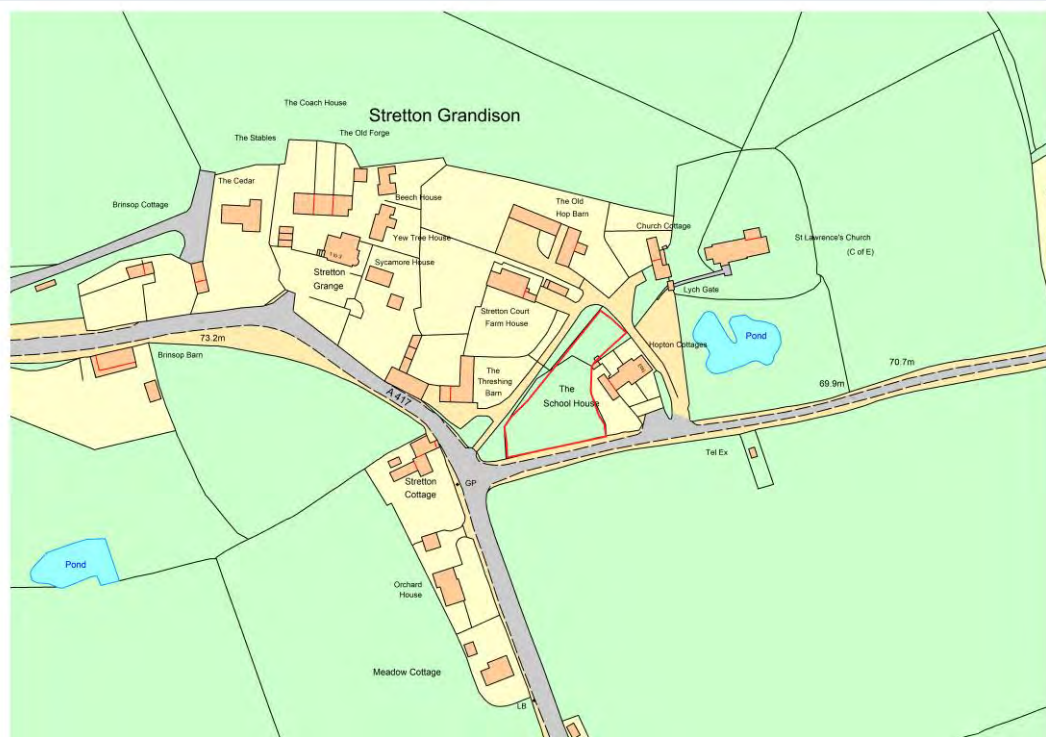 The Coach House
Stretton Grandison
The Stables
The Old Forge
The Cedar
Beech House
Brinsop Cottage
The Old
Hop Barn
Church Cottage
St Lawrence's Church
(C of E)
Yew Tree House
Sycamore House
Stretton
Grange
Lych Gate
Stretton Court
Farm House
73.2m
Hopton Cottages
Pond
70.7m
Brinsop Barn
The
Threshing
Barn
The
School House
69.9m
A 417
Tel Ex
Stretton
Cottage
GP
Pond
Orchard
House
Meadow Cottage
LB